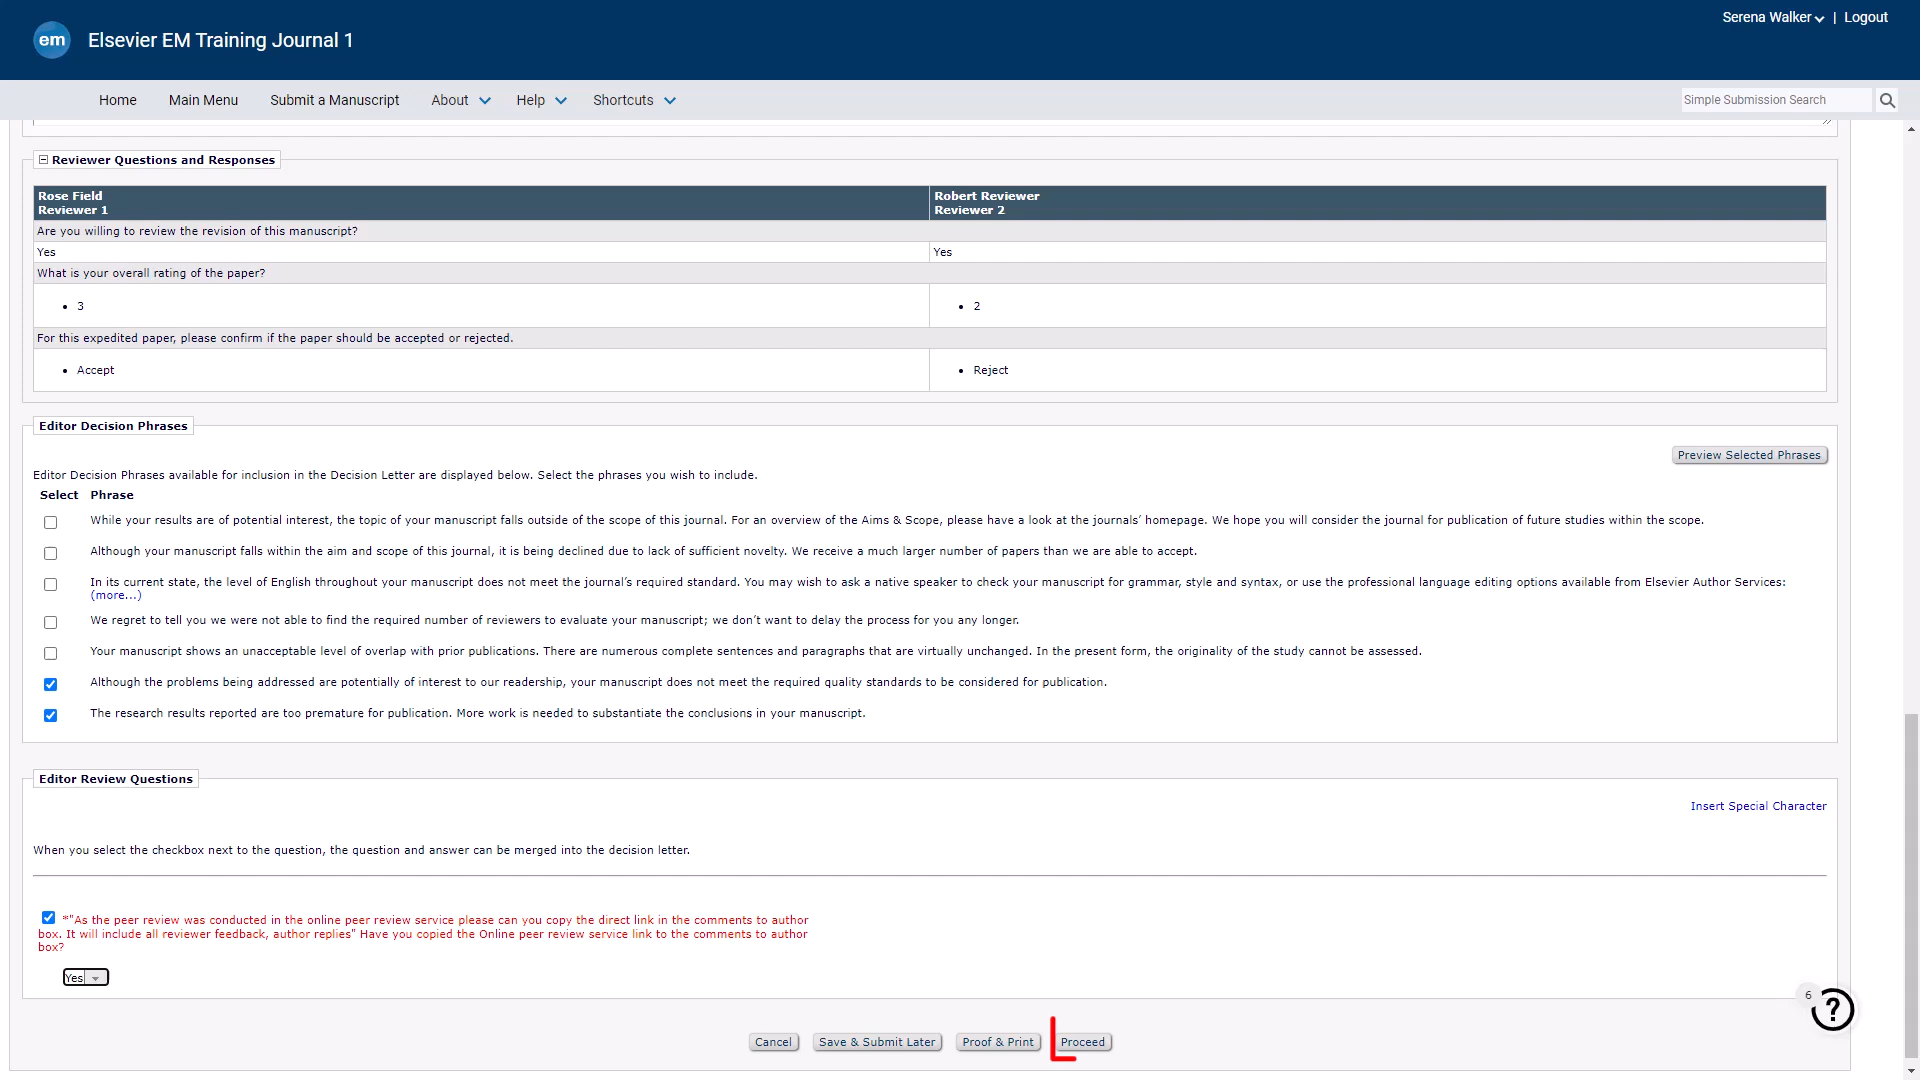 Serena Walker | Logout
em Elsevier EM Training Journal 1
Home Main Menu Submit a Manuscript About Help Shortcuts Simple Submission Search
Reviewer Questions and Responses
Rose Field Robert Reviewer
Reviewer 1 Reviewer 2
Are you willing to review the revision of this manuscript?
Yes Yes
What is your overall rating of the paper?
• 3 • 2
For this expedited paper, please confirm if the paper should be accepted or rejected.
• Accept • Reject
Editor Decision Phrases
Preview Selected Phrases
Editor Decision Phrases available for inclusion in the Decision Letter are displayed below. Select the phrases you wish to include.
Select Phrase
While your results are of potential interest, the topic of your manuscript falls outside of the scope of this journal. For an overview of the Aims & Scope, please have a look at the journals’ homepage. We hope you will consider the journal for publication of future studies within the scope.
Although your manuscript falls within the aim and scope of this journal, it is being declined due to lack of sufficient novelty. We receive a much larger number of papers than we are able to accept.
In its current state, the level of English throughout your manuscript does not meet the journal’s required standard. You may wish to ask a native speaker to check your manuscript for grammar, style and syntax, or use the professional language editing options available from Elsevier Author Services:
(more...)
We regret to tell you we were not able to find the required number of reviewers to evaluate your manuscript; we don’t want to delay the process for you any longer.
Your manuscript shows an unacceptable level of overlap with prior publications. There are numerous complete sentences and paragraphs that are virtually unchanged. In the present form, the originality of the study cannot be assessed.
Although the problems being addressed are potentially of interest to our readership, your manuscript does not meet the required quality standards to be considered for publication.
The research results reported are too premature for publication. More work is needed to substantiate the conclusions in your manuscript.
Editor Review Questions
Insert Special Character
When you select the checkbox next to the question, the question and answer can be merged into the decision letter.
*"As the peer review was conducted in the online peer review service please can you copy the direct link in the comments to author
box. It will include all reviewer feedback, author replies" Have you copied the Online peer review service link to the comments to author
box?
Yes
6 ?
Cancel Save & Submit Later Proof & Print Proceed